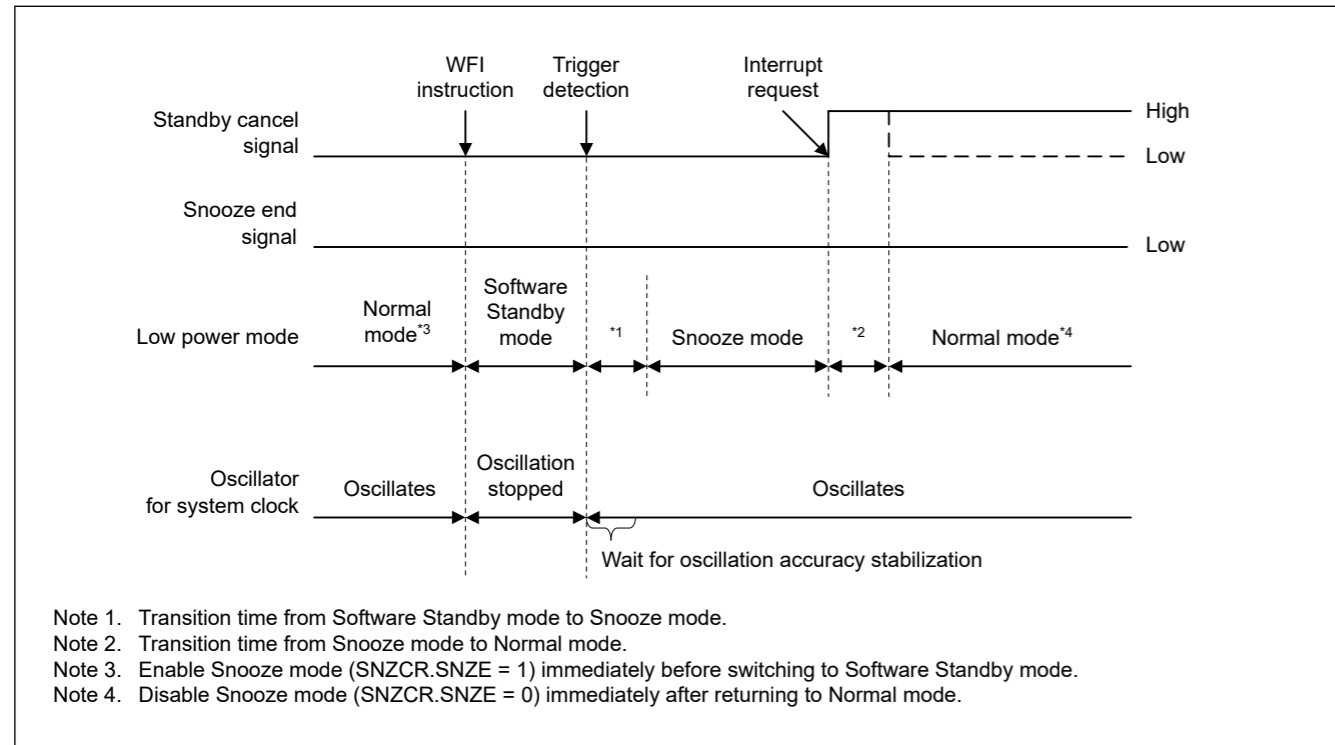 WFI
instruction
Trigger
detection
Interrupt
request
Standby cancel
signal
High
Low
Snooze end
signal
Low
Low power mode
Normal
mode*3
Software
Standby
mode
*1
Snooze mode
*2
Normal mode*4
Oscillator
for system clock
Oscillates
Oscillation
stopped
Oscillates
Wait for oscillation accuracy stabilization
Note 1. Transition time from Software Standby mode to Snooze mode.
Note 2. Transition time from Snooze mode to Normal mode.
Note 3. Enable Snooze mode (SNZCR.SNZE = 1) immediately before switching to Software Standby mode.
Note 4. Disable Snooze mode (SNZCR.SNZE = 0) immediately after returning to Normal mode.